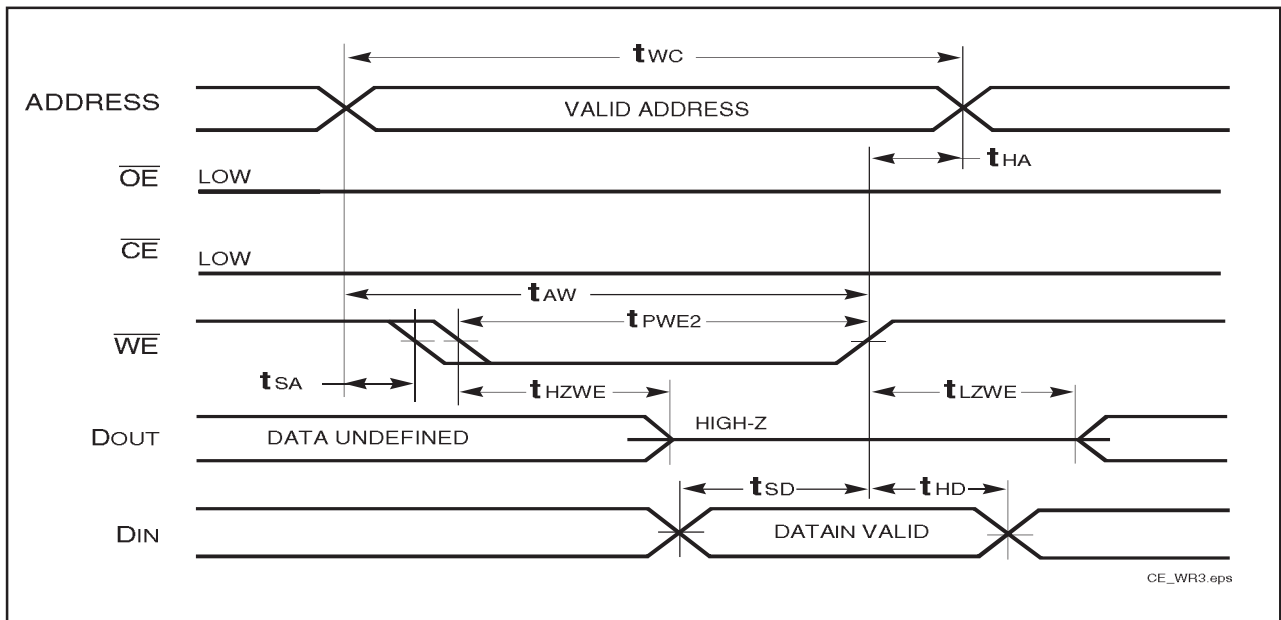 tWC
ADDRESS
VALID ADDRESS
tHA
OE
LOW
CE
LOW
tAW
tPWE2
WE
tSA
tHZWE
tLZWE
DOUT
DATA UNDEFINED
HIGH-Z
tSD
tHD
DIN
DATAIN VALID
CE_WR3.eps